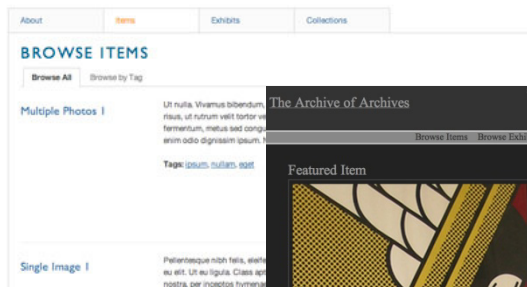 About Items Exhibits Collections
BROWSE ITEMS
Browse All Browse by Tag
Multiple Photos 1
Ut nulla. Vivamus bibendum,
risus, ut rutrum velit tortor ve
fermentum, metus sed congu
enim odio dignissim ipsum.
Tags: ipsum, nullam, eget
The Archive of Archives
Browse Items Browse Exhi
Featured Item
Single Image 1
Pellentesque nibh felis, eleife
eu elit. Ut eu ligula. Class apt
nostra, per inceptos hymenae